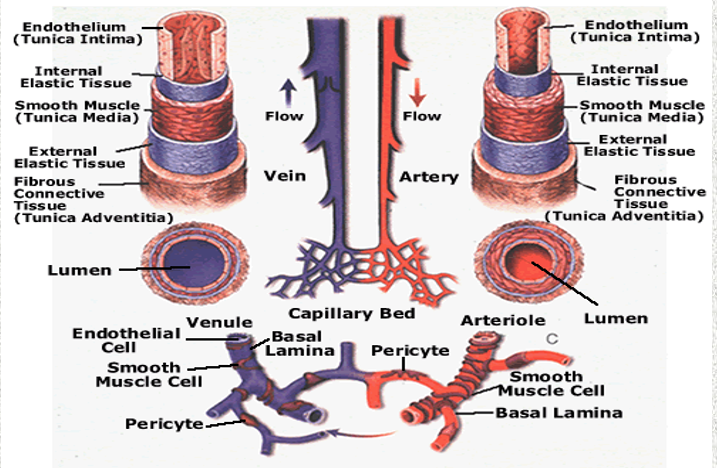 Endothelium
(Tunica Intima)
Internal
Elastic Tissue
Smooth Muscle
(Tunica Media)
External
Elastic Tissue
Fibrous
Connective
Tissue
(Tunica Adventitia)
Lumen
Flow
Vein
Flow
Artery
Capillary Bed
Endothelium
(Tunica Intima)
Internal
Elastic Tissue
Smooth Muscle
(Tunica Media)
External
Elastic Tissue
Fibrous
Connective
Tissue
(Tunica Adventitia)
Lumen
Venule
Endothelial
Cell
Basal
Lamina
Smooth
Muscle Cell
Pericyte
Pericyte
Arteriole
C
Smooth
Muscle Cell
Basal Lamina